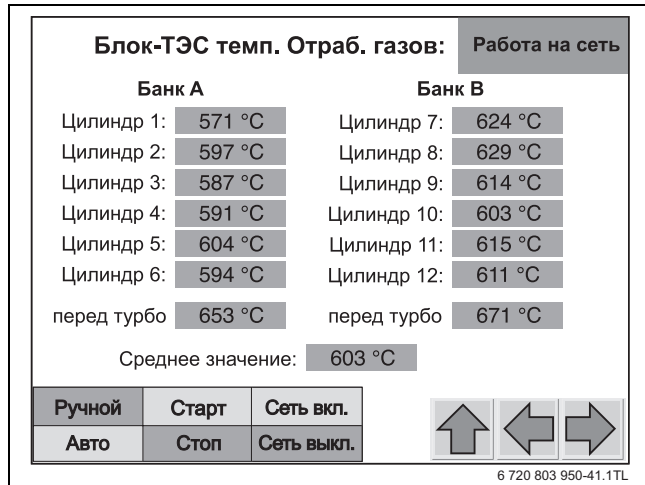 Блок-ТЭС темп. Отраб. газов: Работа на сеть
Банк А Банк В
Цилиндр 1: 571 °C Цилиндр 7: 624 °C
Цилиндр 2: 597 °C Цилиндр 8: 629 °C
Цилиндр 3: 587 °C Цилиндр 9: 614 °C
Цилиндр 4: 591 °C Цилиндр 10: 603 °C
Цилиндр 5: 604 °C Цилиндр 11: 615 °C
Цилиндр 6: 594 °C Цилиндр 12: 611 °C
перед турбо 653 °C перед турбо 671 °C
Среднее значение: 603 °C
Ручной Старт Сеть вкл.
Авто Стоп Сеть выкл.
6 720 803 950-41.1TL